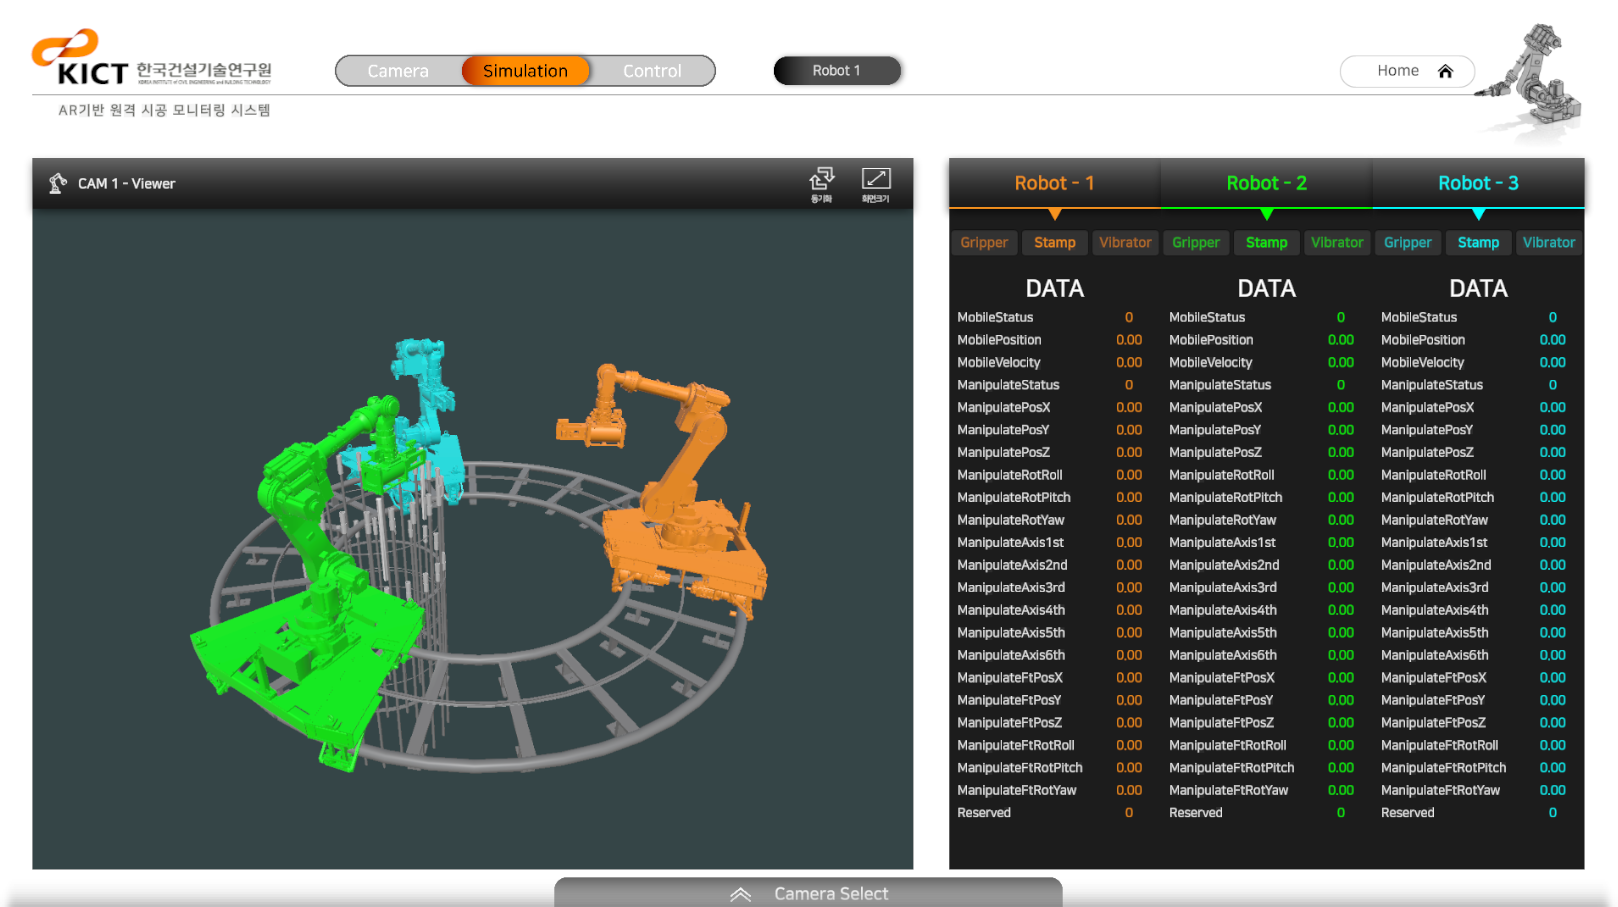 KICT 한국건설기술연구원
KOREA INSTITUTE of CIVIL ENGINEERING and BUILDING TECHNOLOGY
AR기반 원격 시공 모니터링 시스템
Camera Simulation Control Robot 1 Home
CAM 1 - Viewer 동기화 화면크기
Robot - 1 Robot - 2 Robot - 3
Gripper Stamp Vibrator Gripper Stamp Vibrator Gripper Stamp Vibrator
DATA DATA DATA
MobileStatus 0 MobileStatus 0 MobileStatus 0
MobilePosition 0.00 MobilePosition 0.00 MobilePosition 0.00
MobileVelocity 0.00 MobileVelocity 0.00 MobileVelocity 0.00
ManipulateStatus 0 ManipulateStatus 0 ManipulateStatus 0
ManipulatePosX 0.00 ManipulatePosX 0.00 ManipulatePosX 0.00
ManipulatePosY 0.00 ManipulatePosY 0.00 ManipulatePosY 0.00
ManipulatePosZ 0.00 ManipulatePosZ 0.00 ManipulatePosZ 0.00
ManipulateRotRoll 0.00 ManipulateRotRoll 0.00 ManipulateRotRoll 0.00
ManipulateRotPitch 0.00 ManipulateRotPitch 0.00 ManipulateRotPitch 0.00
ManipulateRotYaw 0.00 ManipulateRotYaw 0.00 ManipulateRotYaw 0.00
ManipulateAxis1st 0.00 ManipulateAxis1st 0.00 ManipulateAxis1st 0.00
ManipulateAxis2nd 0.00 ManipulateAxis2nd 0.00 ManipulateAxis2nd 0.00
ManipulateAxis3rd 0.00 ManipulateAxis3rd 0.00 ManipulateAxis3rd 0.00
ManipulateAxis4th 0.00 ManipulateAxis4th 0.00 ManipulateAxis4th 0.00
ManipulateAxis5th 0.00 ManipulateAxis5th 0.00 ManipulateAxis5th 0.00
ManipulateAxis6th 0.00 ManipulateAxis6th 0.00 ManipulateAxis6th 0.00
ManipulateFtPosX 0.00 ManipulateFtPosX 0.00 ManipulateFtPosX 0.00
ManipulateFtPosY 0.00 ManipulateFtPosY 0.00 ManipulateFtPosY 0.00
ManipulateFtPosZ 0.00 ManipulateFtPosZ 0.00 ManipulateFtPosZ 0.00
ManipulateFtRotRoll 0.00 ManipulateFtRotRoll 0.00 ManipulateFtRotRoll 0.00
ManipulateFtRotPitch 0.00 ManipulateFtRotPitch 0.00 ManipulateFtRotPitch 0.00
ManipulateFtRotYaw 0.00 ManipulateFtRotYaw 0.00 ManipulateFtRotYaw 0.00
Reserved 0 Reserved 0 Reserved 0
Camera Select